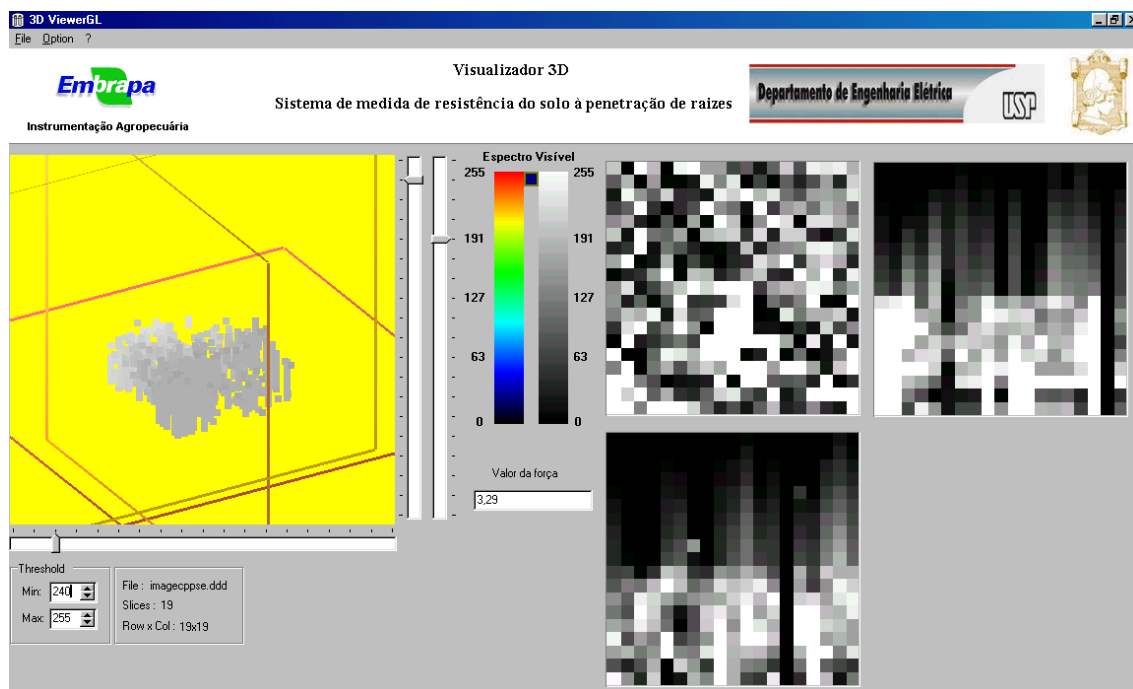 3D ViewerGL
File Option ?
Embrapa
Instrumentação Agropecuária
Visualizador 3D
Sistema de medida de resistência do solo à penetração de raizes
Departamento de Engenharia Elétrica
USP
Espectro Visível
255 255
191 191
127 127
63 63
0 0
Valor da força
3,29
Threshold
Min: 240
Max: 255
File : imagecppse.ddd
Slices : 19
Row x Col : 19x19